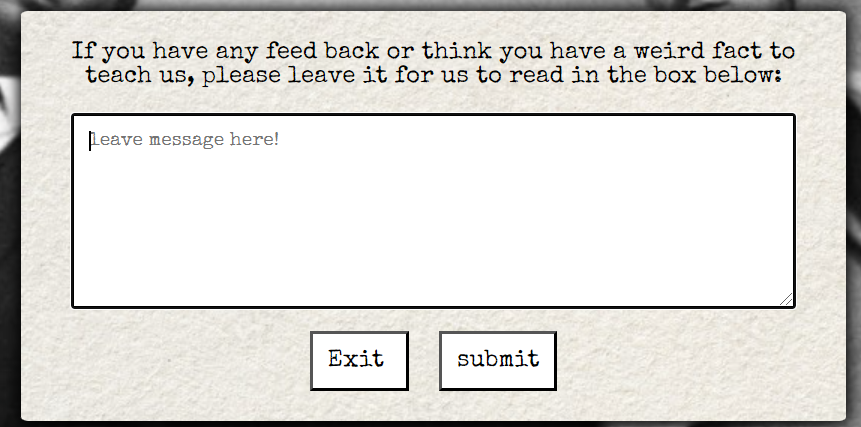 If you have any feed back or think you have a weird fact to
teach us, please leave it for us to read in the box below:
leave message here!
Exit submit